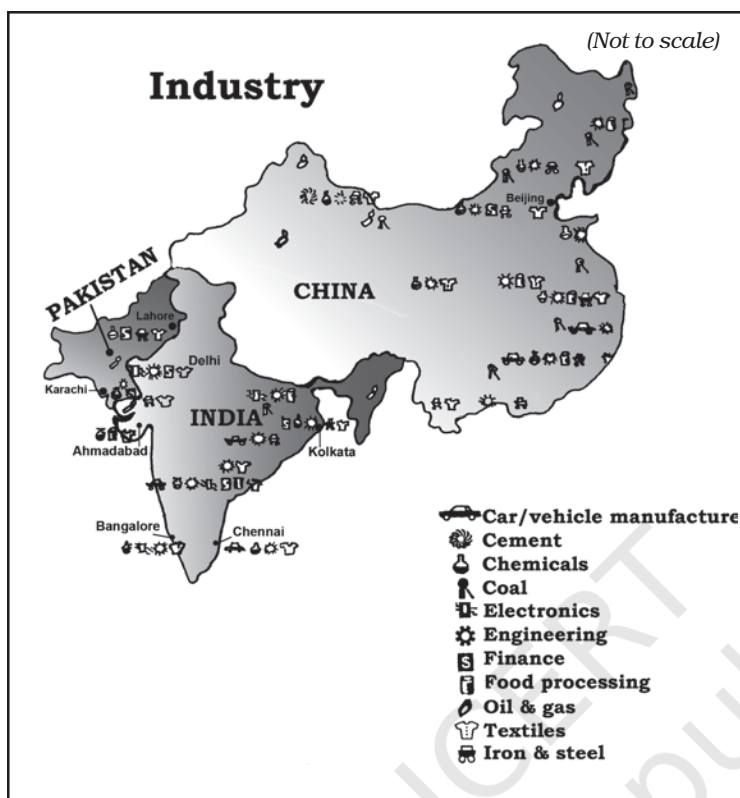 (Not to scale)
Industry
Beijing
PAKISTAN
CHINA
Lahore
Delhi
Karachi
INDIA
Ahmadabad
Kolkata
Bangalore
Chennai
Car/vehicle manufacture
Cement
Chemicals
Coal
Electronics
Engineering
Finance
Food processing
Oil & gas
Textiles
Iron & steel
NCERT